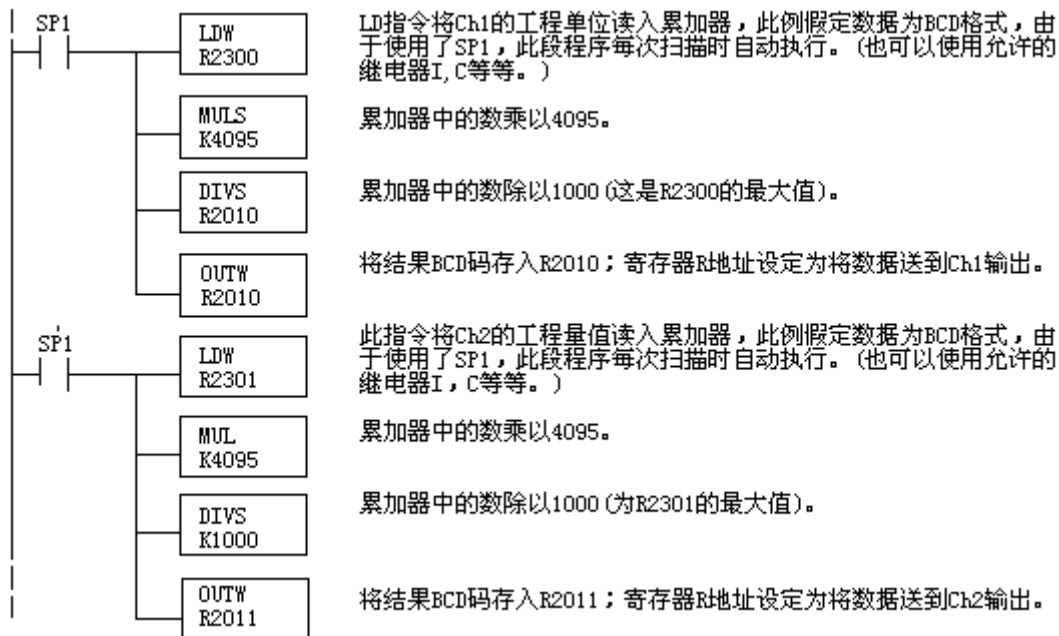 SP1
LDW
R2300
LD指令将Ch1的工程单位读入累加器，此例假定数据为BCD格式，由
于使用了SP1，此段程序每次扫描时自动执行。(也可以使用允许的
继电器I,C等等。)
MULS
K4095
累加器中的数乘以4095。
DIVS
R2010
累加器中的数除以1000(这是R2300的最大值)。
OUTW
R2010
将结果BCD码存入R2010；寄存器R地址设定为将数据送到Ch1输出。
SP1
LDW
R2301
此指令将Ch2的工程量值读入累加器，此例假定数据为BCD格式，由
于使用了SP1，此段程序每次扫描时自动执行。(也可以使用允许的
继电器I，C等等。)
MUL
K4095
累加器中的数乘以4095。
DIVS
K1000
累加器中的数除以1000(为R2301的最大值)。
OUTW
R2011
将结果BCD码存入R2011；寄存器R地址设定为将数据送到Ch2输出。